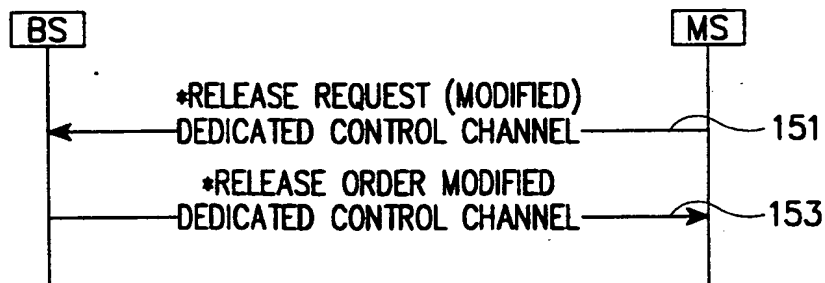 BS MS
*RELEASE REQUEST (MODIFIED)
DEDICATED CONTROL CHANNEL 151
*RELEASE ORDER MODIFIED
DEDICATED CONTROL CHANNEL 153